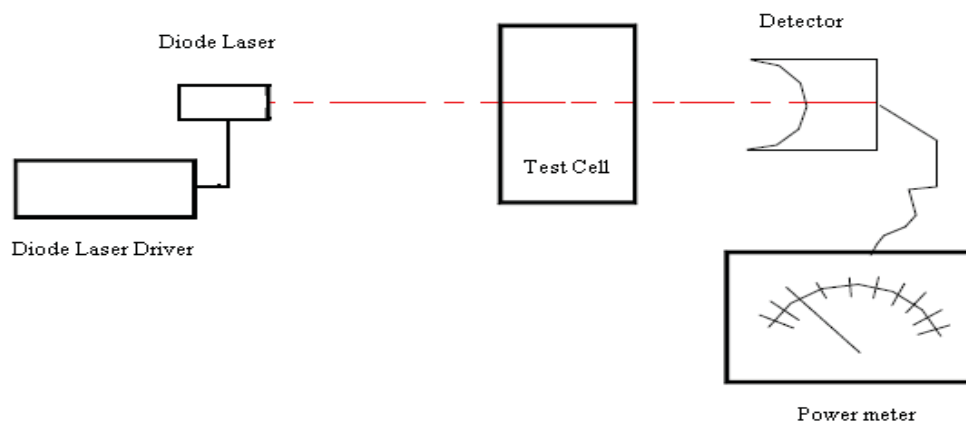 Detector
Diode Laser
Test Cell
Diode Laser Driver
Power meter